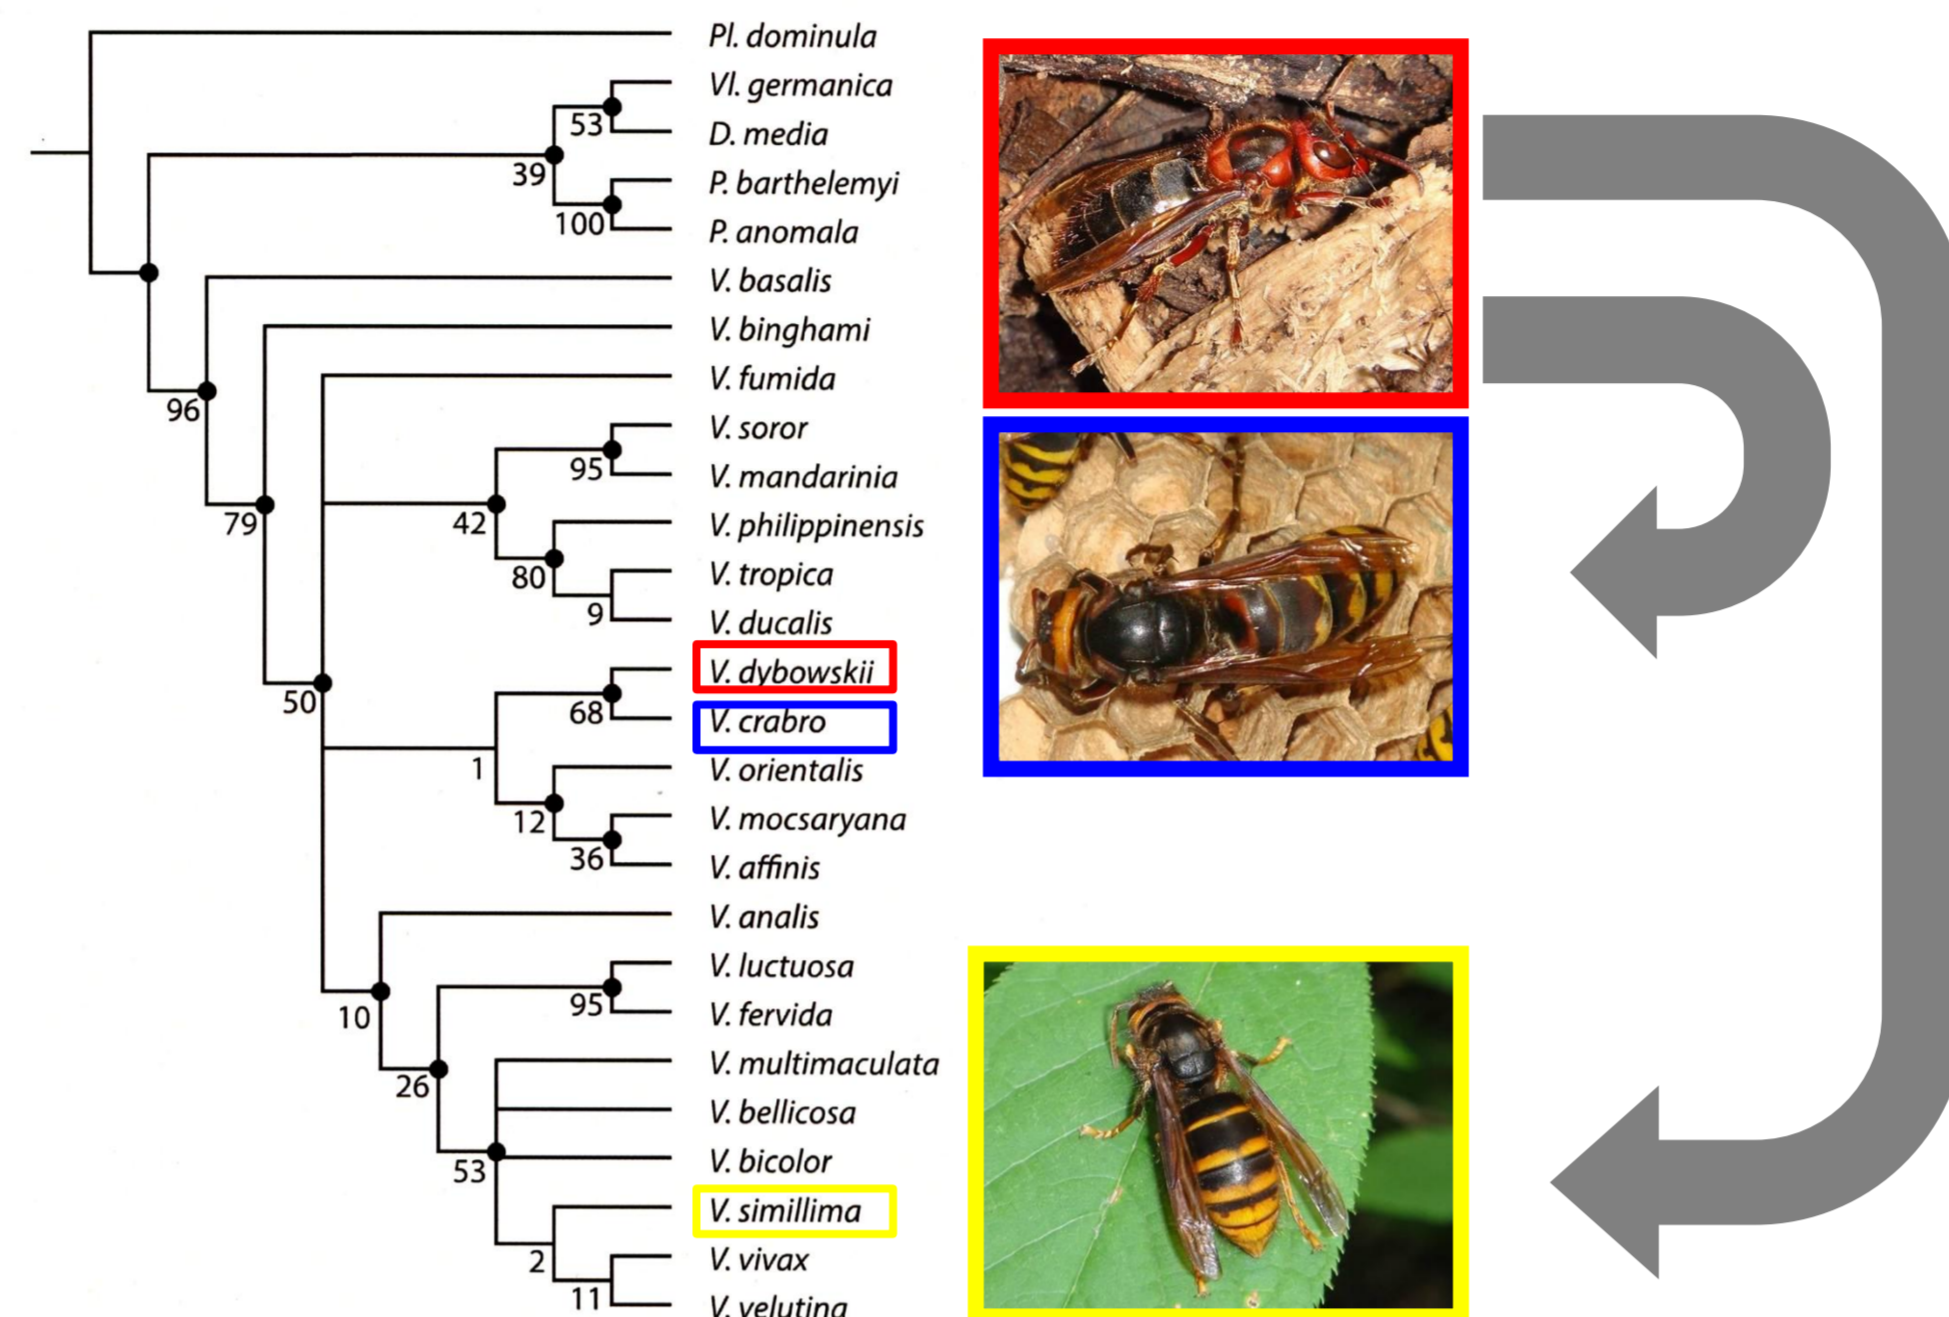 Pl. dominula
Vl. germanica
53
D. media
39
P. barthelemyi
100
P. anomala
V. basalis
V. binghami
V. fumida
96
V. soror
95
V. mandarinia
79
42
V. philippinensis
80
V. tropica
9
V. ducalis
V. dybowskii
50
68
V. crabro
1
V. orientalis
12
V. mocsaryana
36
V. affinis
V. analis
V. luctuosa
95
V. fervida
10
V. multimaculata
26
V. bellicosa
V. bicolor
53
V. simillima
2
V. vivax
11
V. velutina